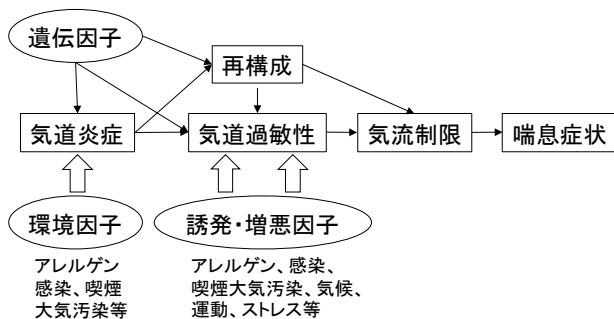 遺伝因子
再構成
気道炎症
気道過敏性
気流制限
喘息症状
環境因子
誘発・増悪因子
アレルゲン
感染、喫煙
大気汚染等
アレルゲン、感染、
喫煙大気汚染、気候、
運動、ストレス等